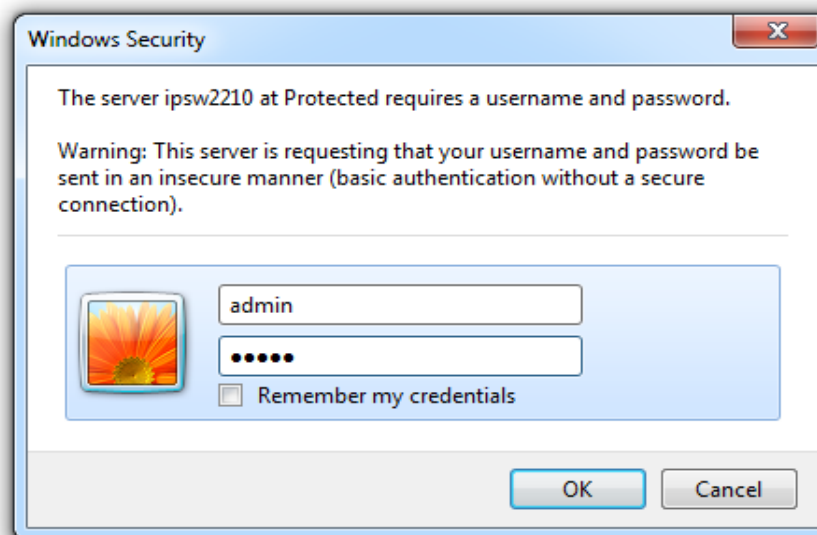 Windows Security
The server ipsw2210 at Protected requires a username and password.
Warning: This server is requesting that your username and password be
sent in an insecure manner (basic authentication without a secure
connection).
admin
●●●●●
Remember my credentials
OK
Cancel